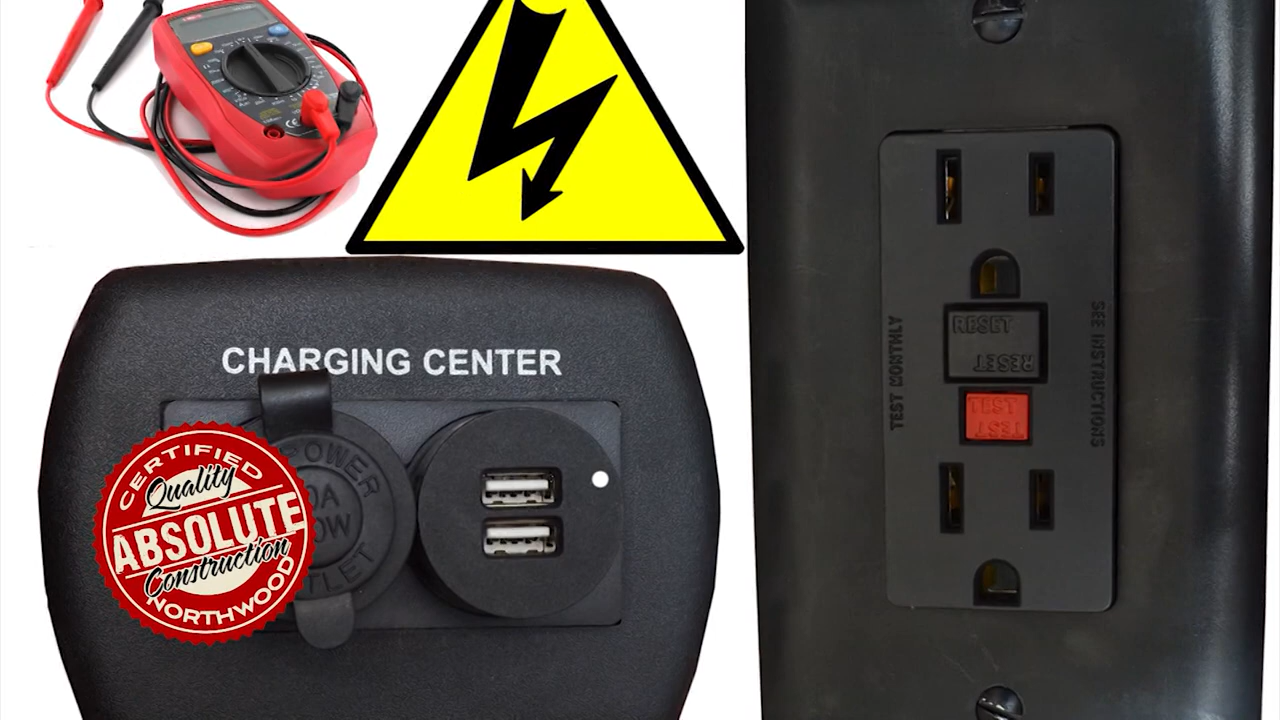 CHARGING CENTER
POWER
OUTLET
CERTIFIED
Quality
ABSOLUTE
Construction
NORTHWOOD
TEST MONTHLY
RESET
RESET
TEST
TEST
SEE INSTRUCTIONS